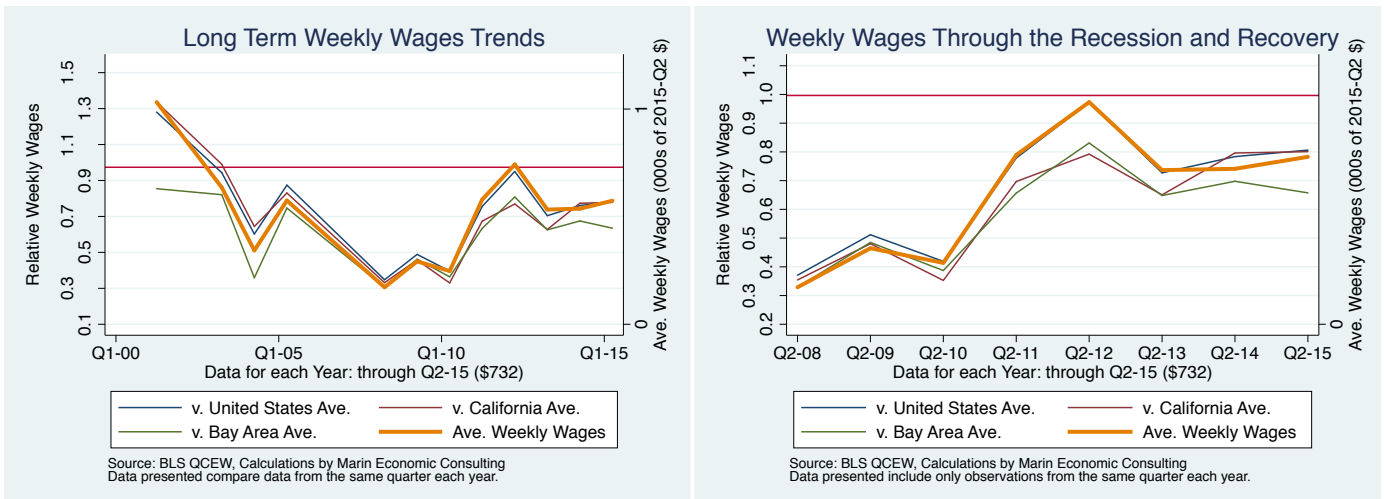 Long Term Weekly Wages Trends
Relative Weekly Wages
1.5
1.3
1.1
0.9
0.7
0.5
0.3
0.1
1
0
Ave. Weekly Wages (000s of 2015-Q2 $)
Q1-00 Q1-05 Q1-10 Q1-15
Data for each Year: through Q2-15 ($732)
v. United States Ave. v. California Ave.
v. Bay Area Ave. Ave. Weekly Wages
Source: BLS QCEW, Calculations by Marin Economic Consulting
Data presented compare data from the same quarter each year.
Weekly Wages Through the Recession and Recovery
Relative Weekly Wages
1.1
1.0
0.9
0.8
0.7
0.6
0.5
0.4
0.3
0.2
0
Ave. Weekly Wages (000s of 2015-Q2 $)
Q2-08 Q2-09 Q2-10 Q2-11 Q2-12 Q2-13 Q2-14 Q2-15
Data for each Year: through Q2-15 ($732)
v. United States Ave. v. California Ave.
v. Bay Area Ave. Ave. Weekly Wages
Source: BLS QCEW, Calculations by Marin Economic Consulting
Data presented include only observations from the same quarter each year.